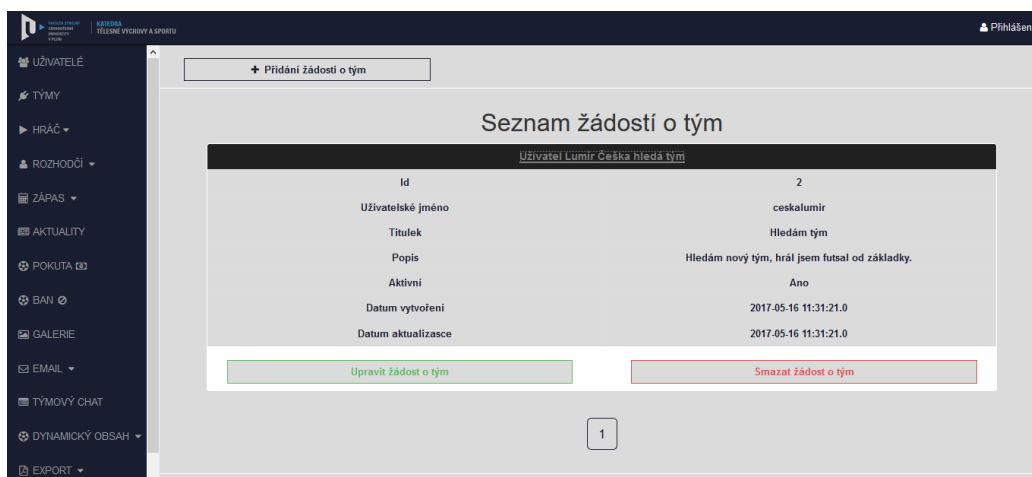 KATEDRA
TĚLESNÉ VÝCHOVY A SPORTU
Přihlášen
UŽIVATELÉ
TÝMY
HRÁČ
ROZHODČÍ
ZÁPAS
AKTUALITY
POKUTA
BAN
GALERIE
EMAIL
TÝMOVÝ CHAT
DYNAMICKÝ OBSAH
EXPORT
+ Přidání žádosti o tým
Seznam žádostí o tým
Uživatel Lumír Češka hledá tým
Id 2
Uživatelské jméno ceskalumir
Titulek Hledám tým
Popis Hledám nový tým, hrál jsem futsal od základky.
Aktivní Ano
Datum vytvoření 2017-05-16 11:31:21.0
Datum aktualizasce 2017-05-16 11:31:21.0
Upravit žádost o tým Smazat žádost o tým
1